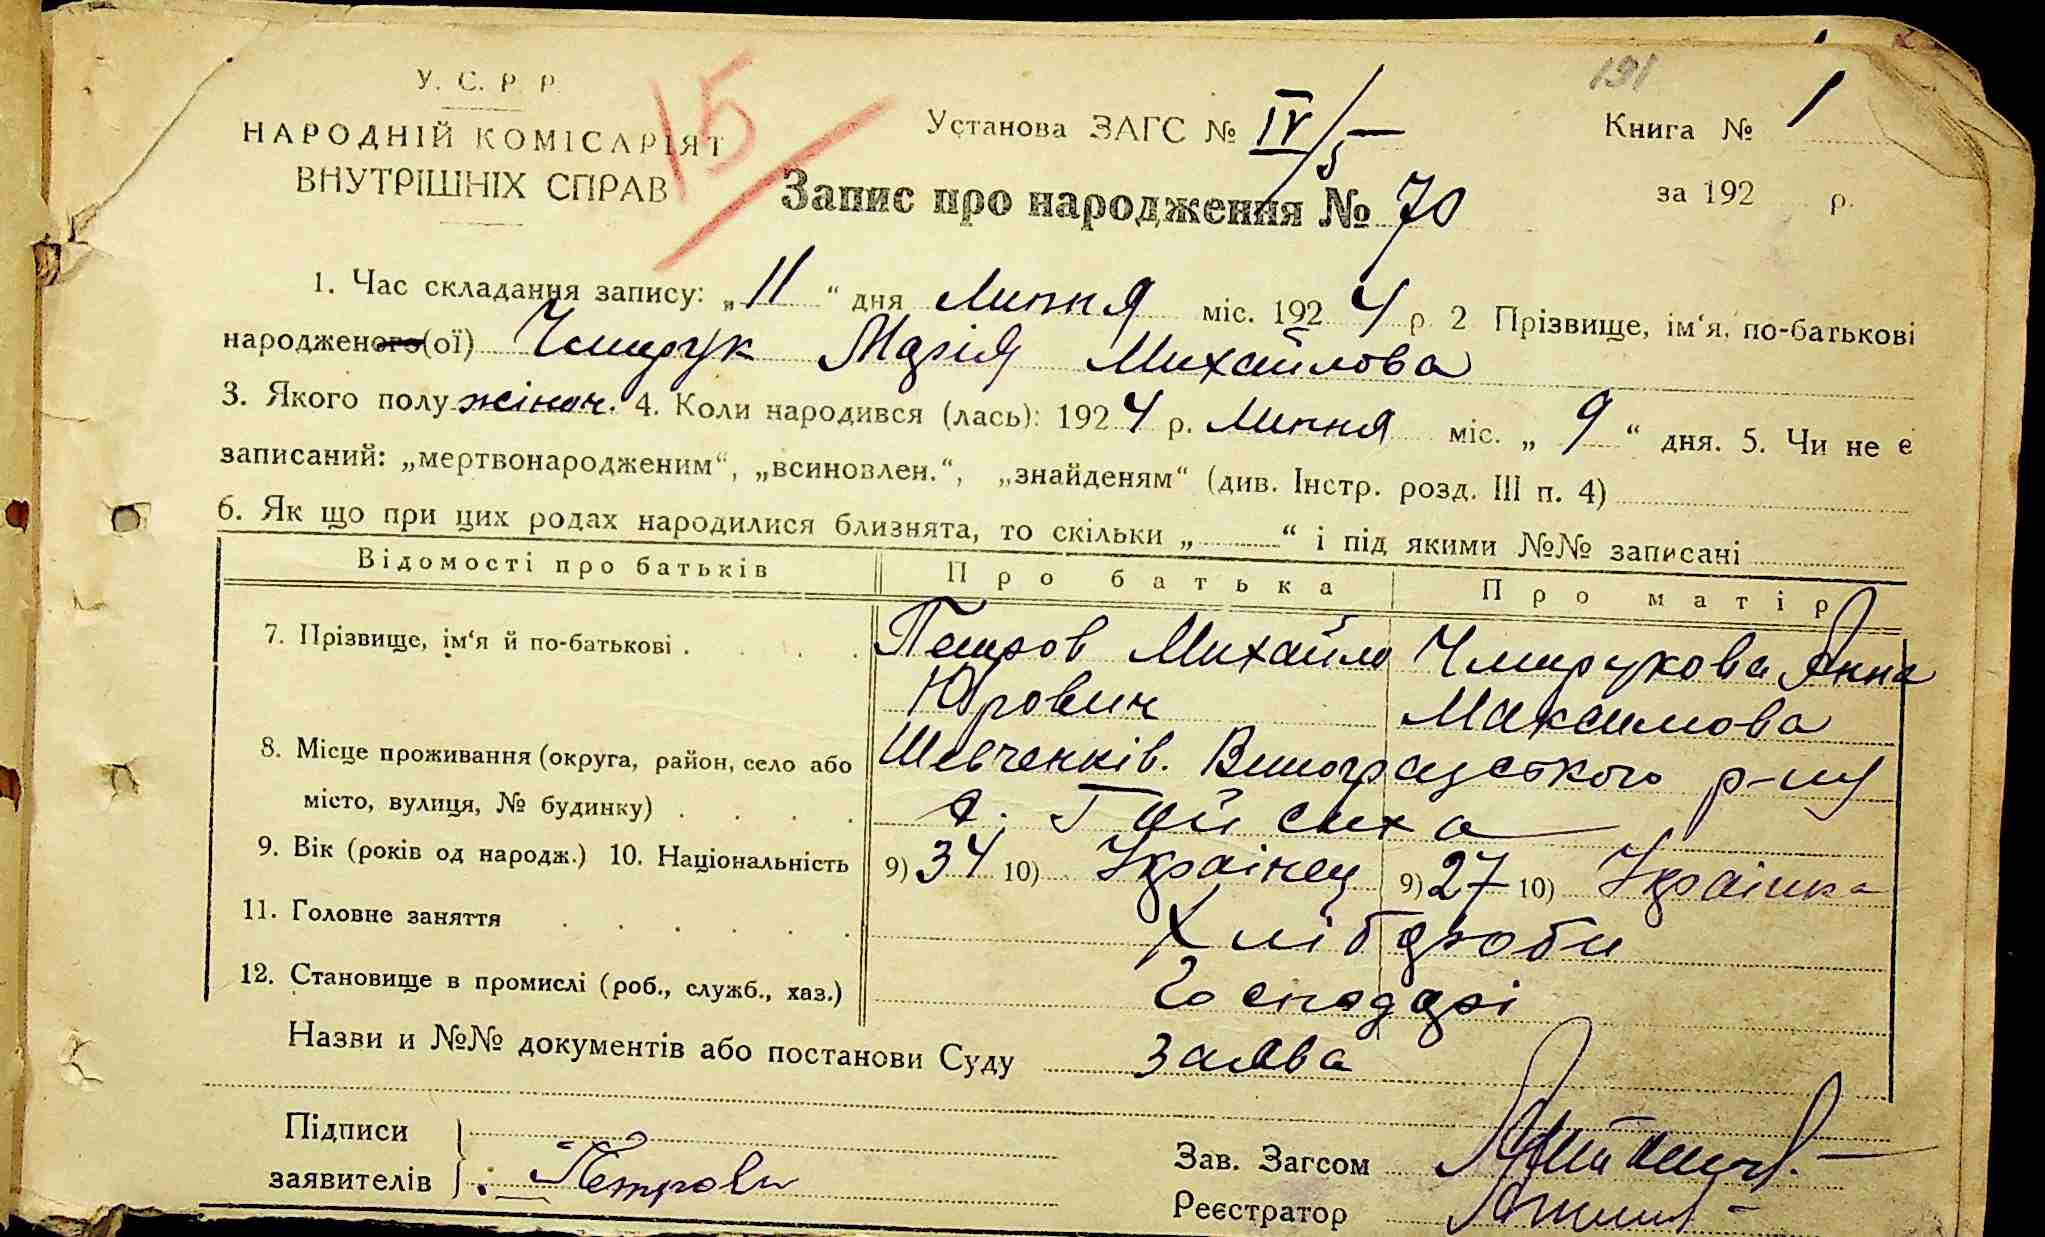 191
У. С. Р. Р.
15
НАРОДНІЙ КОМІСАРІЯТ
ВНУТРІШНІХ СПРАВ
Установа ЗАГС № IV/5
Книга № 1
Запис про народження № 70
за 192 р.
1. Час складання запису: „11“ дня Липня міс. 1924 р. 2 Прізвище, ім‘я, по-батькові
народженого(ої) Чмирук Марія Михайлова
3. Якого полу жіноч. 4. Коли народився (лась): 1924 р. Липня міс. „9“ дня. 5. Чи не є
записаний: „мертвонародженим“, „всиновлен.“, „знайденям“ (див. Інстр. розд. III п. 4)
6. Як що при цих родах народилися близнята, то скільки „ “ і під якими №№ записані
Відомості про батьків Про батька Про матір
7. Прізвище, ім‘я й по-батькові Петров Михайло Чмирукова Анна
Юрович Максимова
8. Місце проживання (округа, район, село або Шевченків. Виноградського р-ну
місто, вулиця, № будинку) с. Гайсиха
9. Вік (років од народж.) 10. Національність 9) 34 10) Українец 9) 27 10) Українка
11. Головне заняття Хлібороби
12. Становище в промислі (роб., служб., хаз.) Господарі
Назви и №№ документів або постанови Суду Заява
Підписи
заявителів Петров
Зав. Загсом
Реєстратор